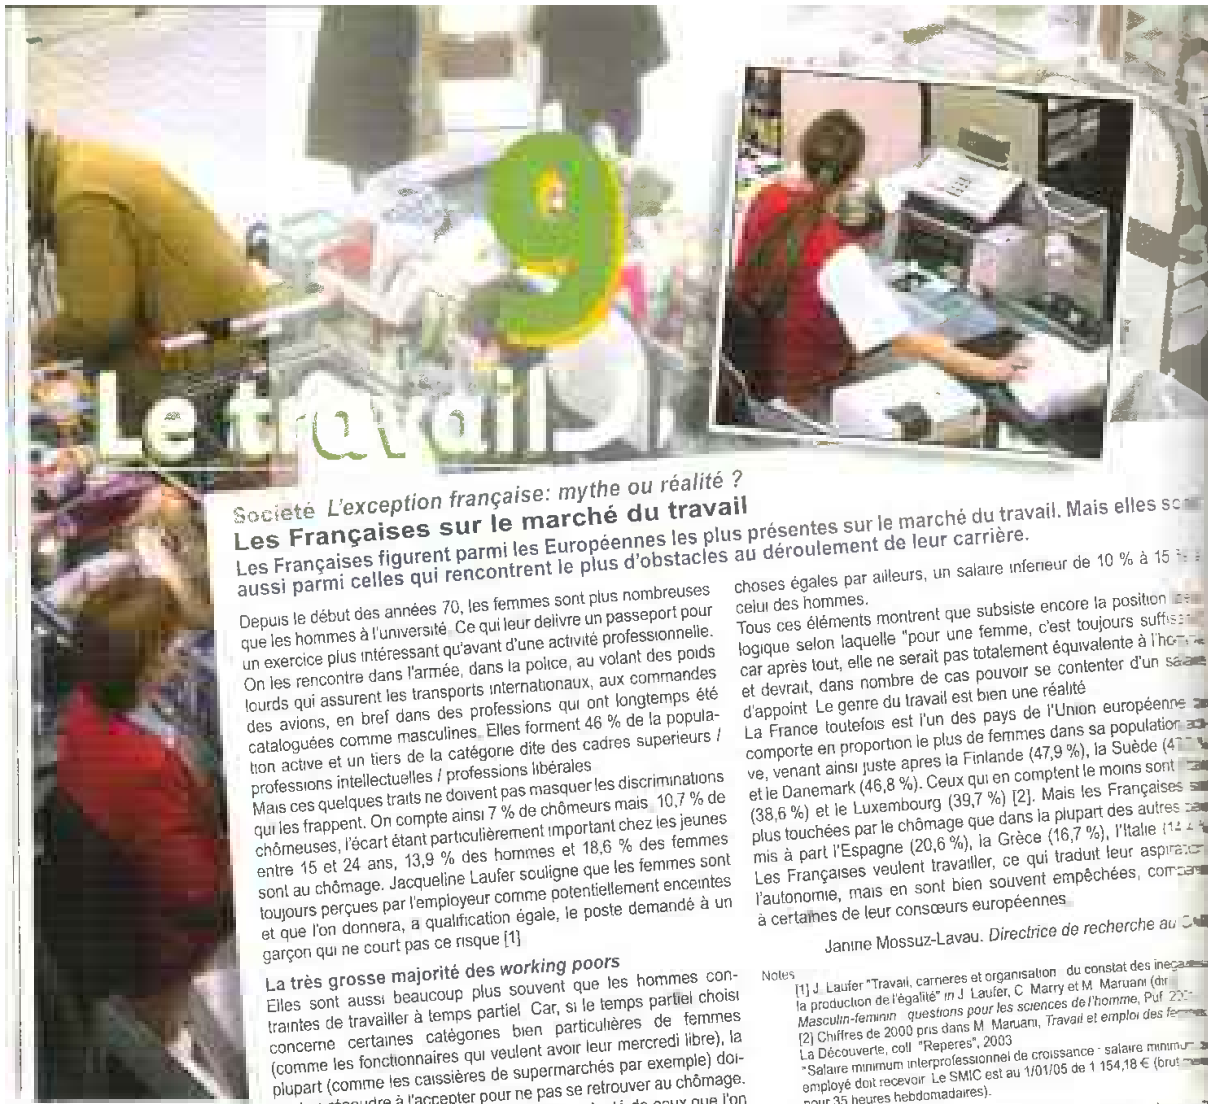 9
Le travail
Société L'exception française: mythe ou réalité ?
Les Françaises sur le marché du travail
Les Françaises figurent parmi les Européennes les plus présentes sur le marché du travail. Mais elles
aussi parmi celles qui rencontrent le plus d'obstacles au déroulement de leur carrière.
Depuis le début des années 70, les femmes sont plus nombreuses
que les hommes à l'université. Ce qui leur delivre un passeport pour
un exercice plus intéressant qu'avant d'une activité professionnelle.
On les rencontre dans l'armée, dans la police, au volant des poids
lourds qui assurent les transports internationaux, aux commandes
des avions, en bref dans des professions qui ont longtemps été
cataloguées comme masculines. Elles forment 46 % de la popula-
tion active et un tiers de la catégorie dite des cadres superieurs /
professions intellectuelles / professions libérales
Mais ces quelques traits ne doivent pas masquer les discriminations
qui les frappent. On compte ainsi 7 % de chômeurs mais 10,7 % de
chômeuses, l'écart étant particulièrement important chez les jeunes
entre 15 et 24 ans, 13,9 % des hommes et 18,6 % des femmes
sont au chômage. Jacqueline Laufer souligne que les femmes sont
toujours perçues par l'employeur comme potentiellement enceintes
et que l'on donnera, a qualification égale, le poste demandé à un
garçon qui ne court pas ce risque [1]
La très grosse majorité des working poors
Elles sont aussi beaucoup plus souvent que les hommes con-
traintes de travailler à temps partiel Car, si le temps partiel choisi
concerne certaines catégories bien particulières de femmes
(comme les fonctionnaires qui veulent avoir leur mercredi libre), la
plupart (comme les caissières de supermarchés par exemple) doi-
à l'accepter pour ne pas se retrouver au chômage.
de ceux que l'on
choses égales par ailleurs, un salaire inferieur de 10 % à 15
celui des hommes.
Tous ces éléments montrent que subsiste encore la position
logique selon laquelle "pour une femme, c'est toujours
car après tout, elle ne serait pas totalement équivalente à
et devrait, dans nombre de cas pouvoir se contenter d'un
d'appoint Le genre du travail est bien une réalité
La France toutefois est l'un des pays de l'Union européenne
comporte en proportion le plus de femmes dans sa population
ve, venant ainsi juste apres la Finlande (47,9 %), la Suède
et le Danemark (46,8 %). Ceux qui en comptent le moins sont
(38,6 %) et le Luxembourg (39,7 %) [2]. Mais les Françaises
plus touchées par le chômage que dans la plupart des autres
mis à part l'Espagne (20,6 %), la Grèce (16,7 %), l'Italie
Les Françaises veulent travailler, ce qui traduit leur
l'autonomie, mais en sont bien souvent empêchées,
à certaines de leur consœurs européennes
Janine Mossuz-Lavau. Directrice de recherche au
Notes
[1] J. Laufer "Travail, carrieres et organisation du constat des
la production de l'égalité" in J Laufer, C Marry et M Maruani (dir
Masculin-feminin questions pour les sciences de l'homme, Puf
[2] Chiffres de 2000 pris dans M Maruani, Travail et emploi des
La Découverte, coll "Reperes", 2003
"Salaire minimum interprofessionnel de croissance - salaire minimum
employé doit recevoir Le SMIC est au 1/01/05 de 1 154,18 € (brut
pour 35 heures hebdomadaires).